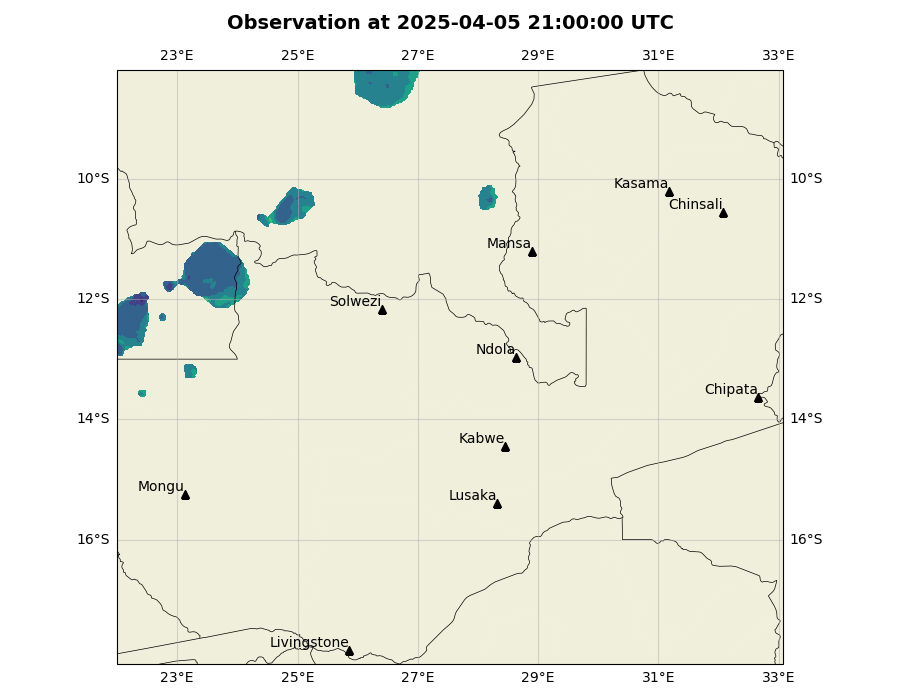 Observation at 2025-04-05 21:00:00 UTC
23°E 25°E 27°E 29°E 31°E 33°E
10°S 10°S
Kasama
Chinsali
Mansa
12°S 12°S
Solwezi
Ndola
Chipata
14°S 14°S
Kabwe
Mongu
Lusaka
16°S 16°S
Livingstone
23°E 25°E 27°E 29°E 31°E 33°E